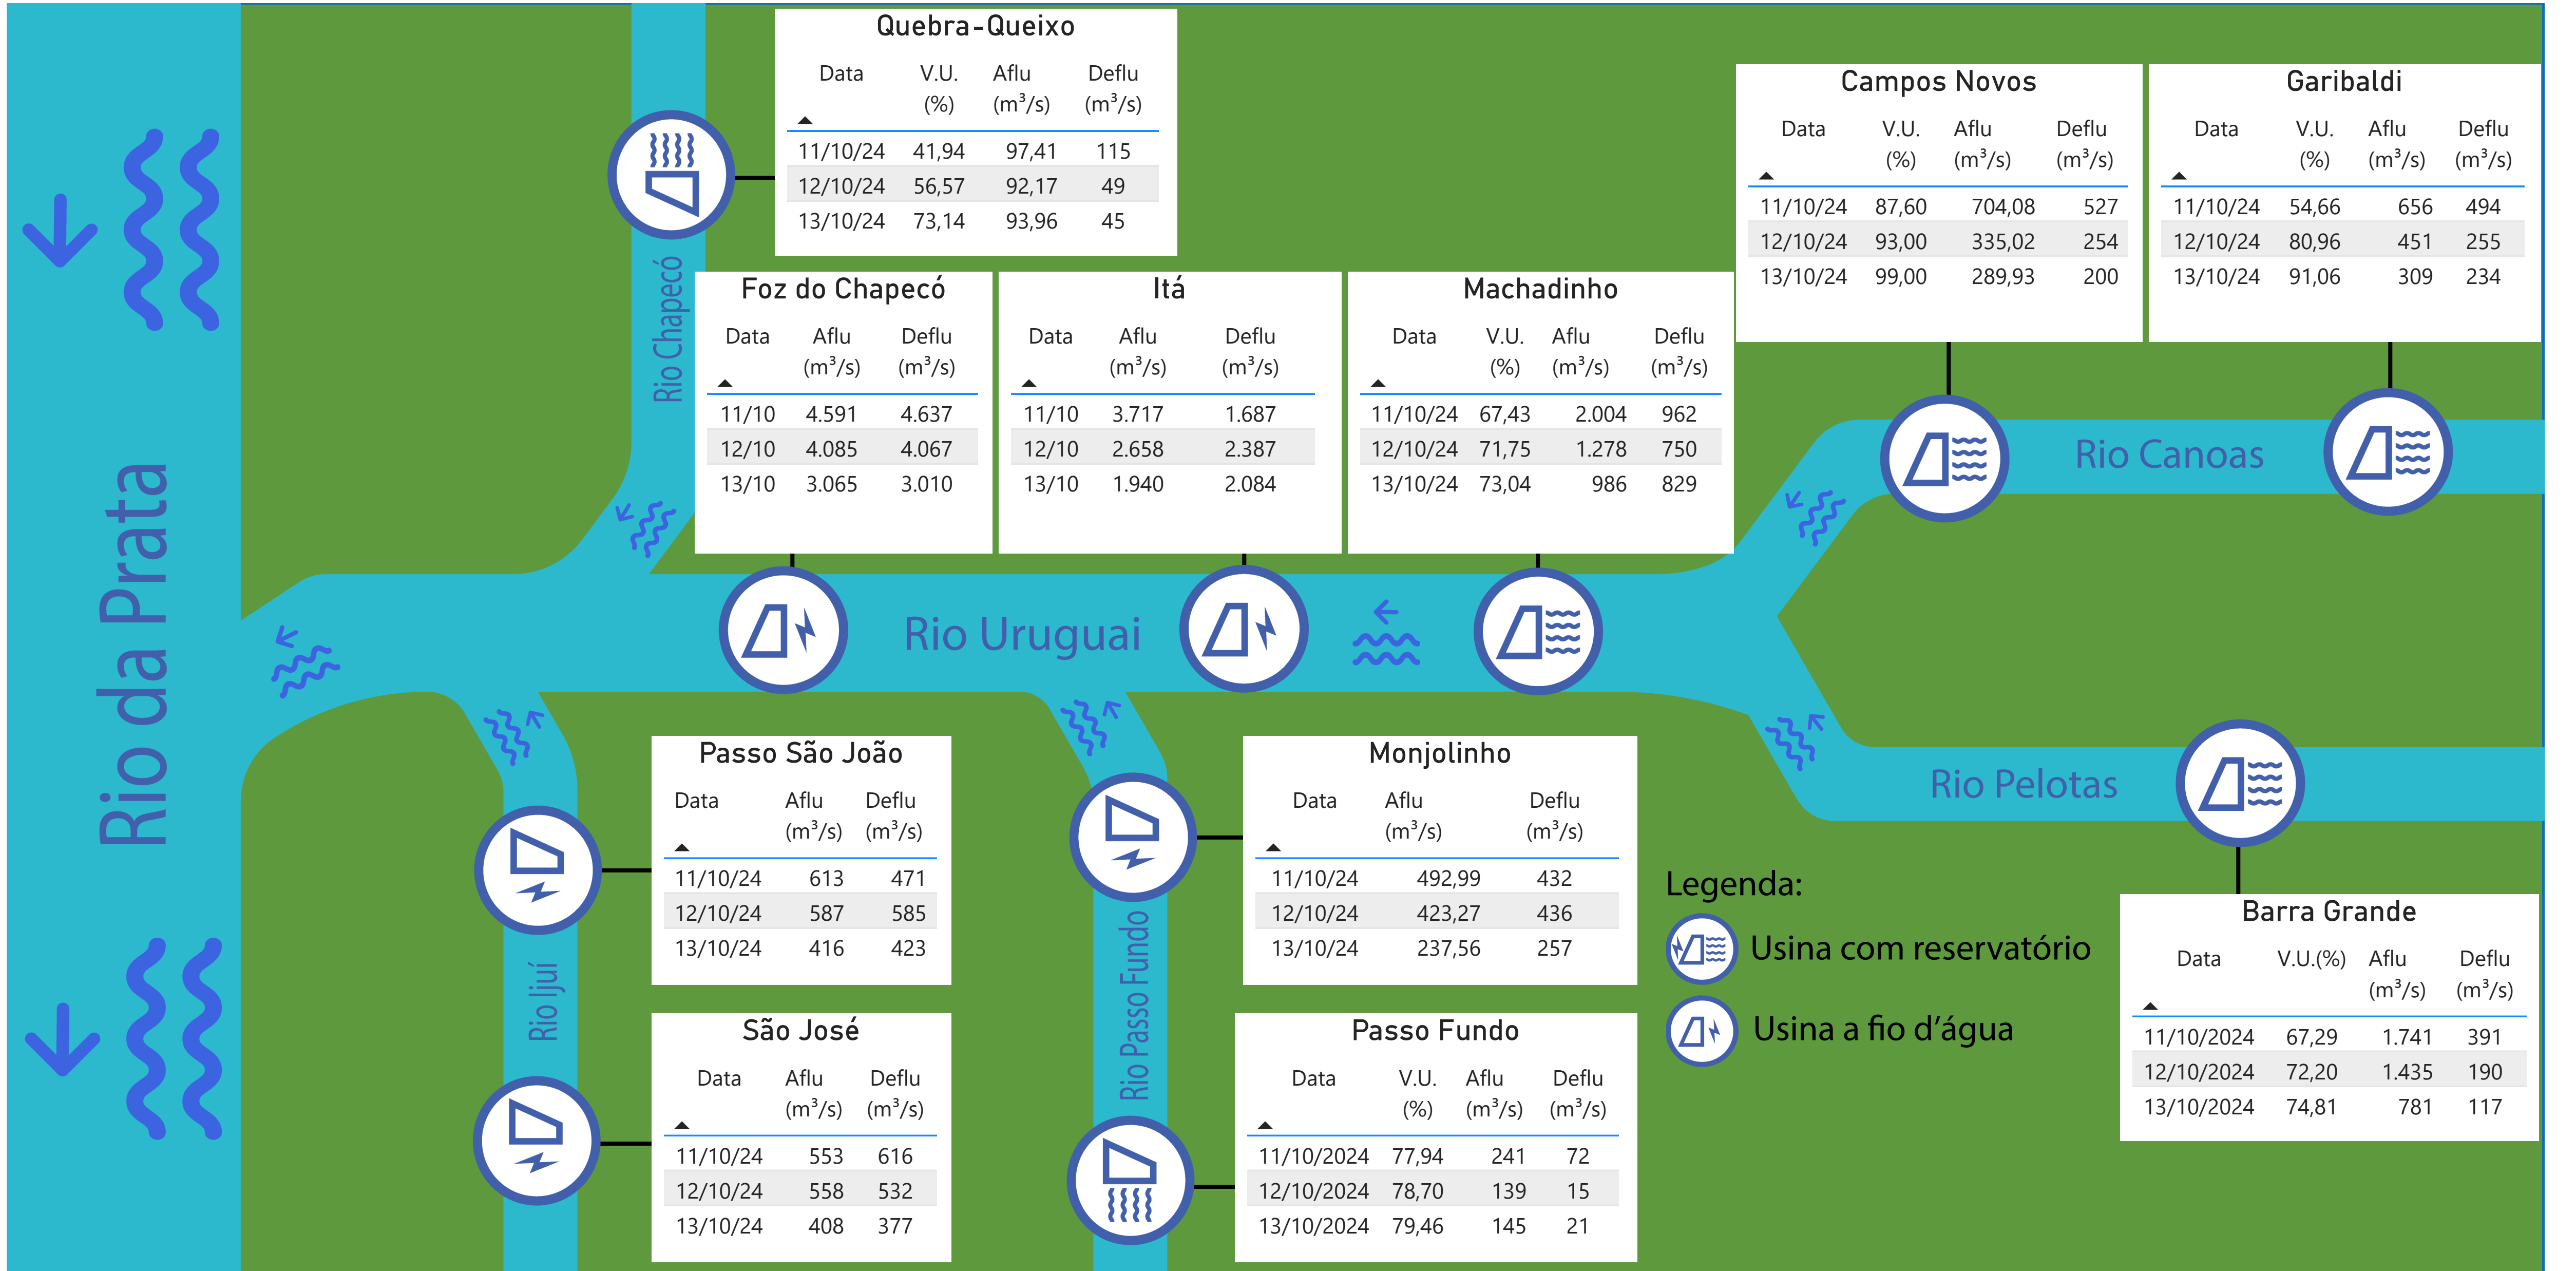 Quebra-Queixo
Data V.U. (%) Aflu (m³/s) Deflu (m³/s)
11/10/24 41,94 97,41 115
12/10/24 56,57 92,17 49
13/10/24 73,14 93,96 45
Campos Novos
Data V.U. (%) Aflu (m³/s) Deflu (m³/s)
11/10/24 87,60 704,08 527
12/10/24 93,00 335,02 254
13/10/24 99,00 289,93 200
Garibaldi
Data V.U. (%) Aflu (m³/s) Deflu (m³/s)
11/10/24 54,66 656 494
12/10/24 80,96 451 255
13/10/24 91,06 309 234
Rio Chapecó
Foz do Chapecó
Data Aflu (m³/s) Deflu (m³/s)
11/10 4.591 4.637
12/10 4.085 4.067
13/10 3.065 3.010
Itá
Data Aflu (m³/s) Deflu (m³/s)
11/10 3.717 1.687
12/10 2.658 2.387
13/10 1.940 2.084
Machadinho
Data V.U. (%) Aflu (m³/s) Deflu (m³/s)
11/10/24 67,43 2.004 962
12/10/24 71,75 1.278 750
13/10/24 73,04 986 829
Rio Canoas
Rio da Prata
Rio Uruguai
Rio Pelotas
Passo São João
Data Aflu (m³/s) Deflu (m³/s)
11/10/24 613 471
12/10/24 587 585
13/10/24 416 423
Monjolinho
Data Aflu (m³/s) Deflu (m³/s)
11/10/24 492,99 432
12/10/24 423,27 436
13/10/24 237,56 257
Legenda:
Usina com reservatório
Usina a fio d’água
Barra Grande
Data V.U.(%) Aflu (m³/s) Deflu (m³/s)
11/10/2024 67,29 1.741 391
12/10/2024 72,20 1.435 190
13/10/2024 74,81 781 117
Rio Ijuí
São José
Data Aflu (m³/s) Deflu (m³/s)
11/10/24 553 616
12/10/24 558 532
13/10/24 408 377
Rio Passo Fundo
Passo Fundo
Data V.U. (%) Aflu (m³/s) Deflu (m³/s)
11/10/2024 77,94 241 72
12/10/2024 78,70 139 15
13/10/2024 79,46 145 21